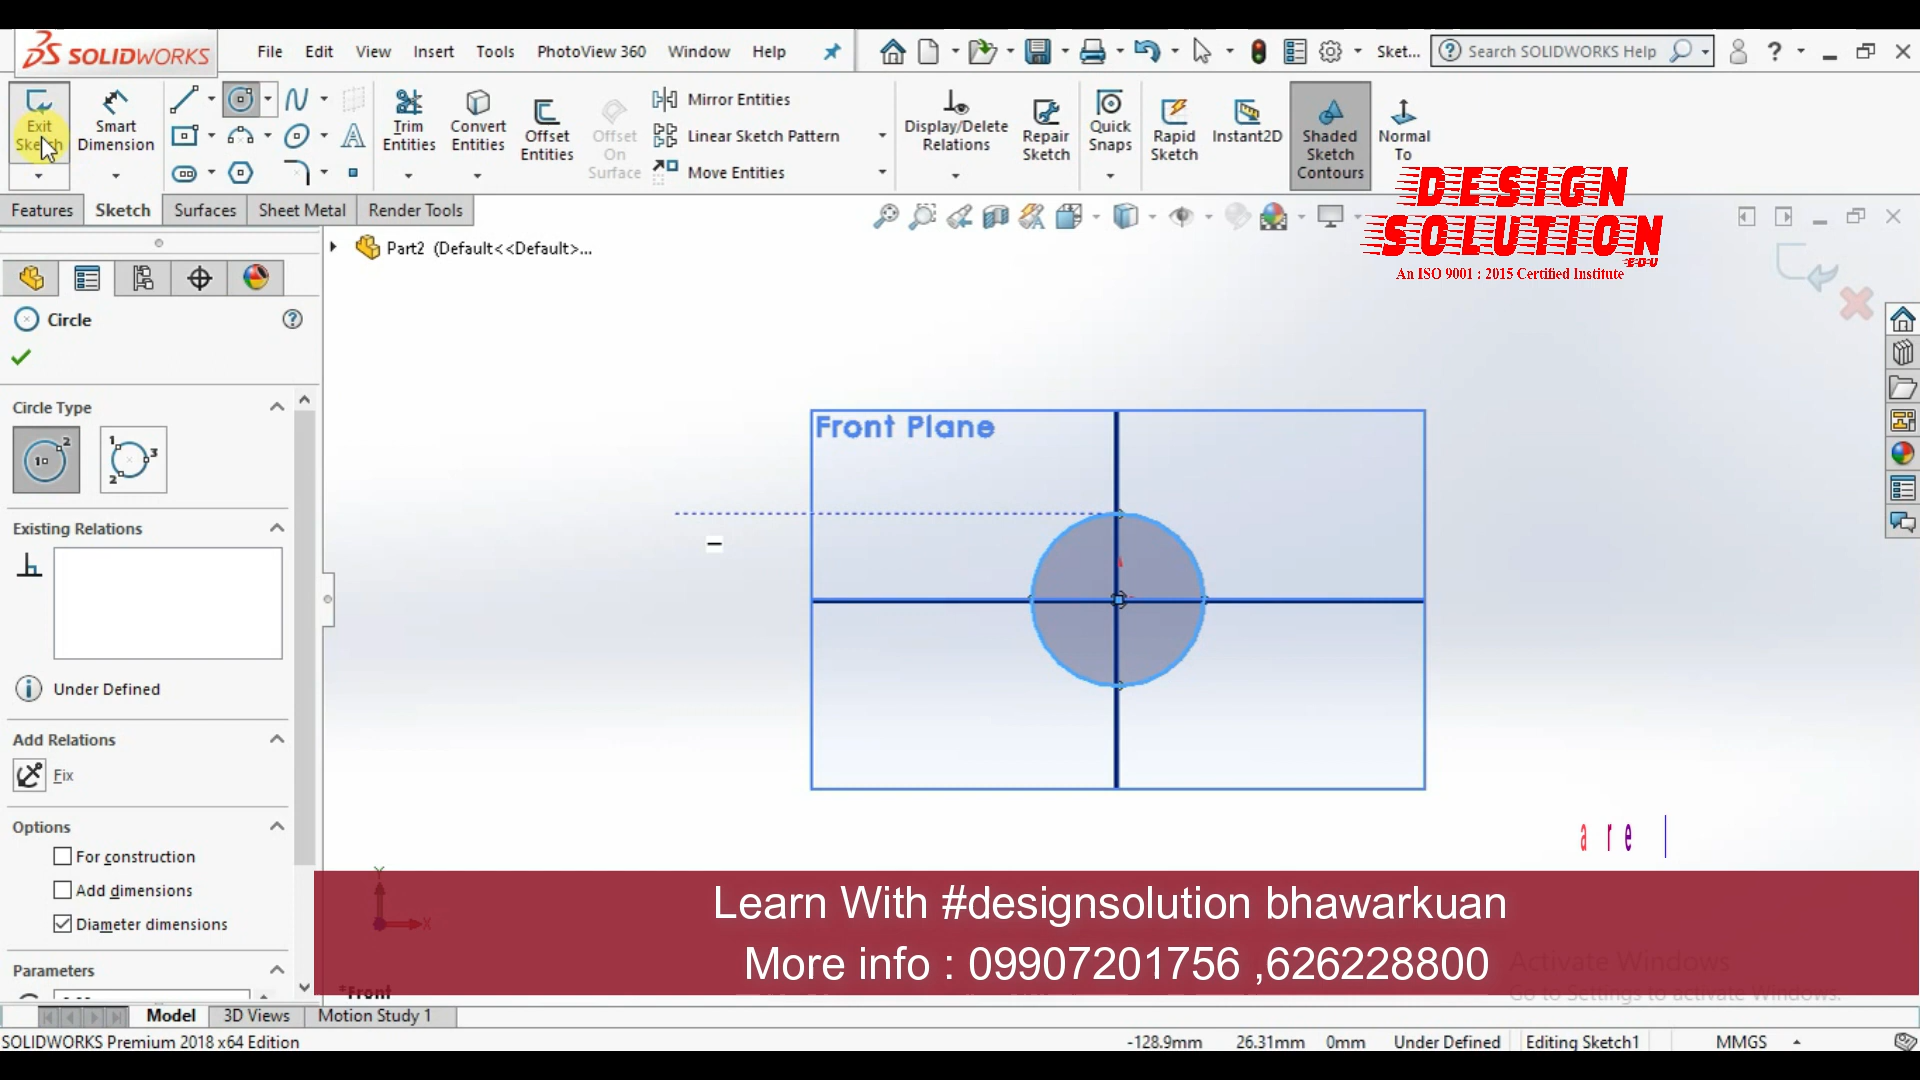 SOLIDWORKS File Edit View Insert Tools PhotoView 360 Window Help Sket... Search SOLIDWORKS Help
Exit Sketch
Smart Dimension
Trim Entities
Convert Entities
Offset Entities
Offset On Surface
Mirror Entities
Linear Sketch Pattern
Move Entities
Display/Delete Relations
Repair Sketch
Quick Snaps
Rapid Sketch
Instant2D
Shaded Sketch Contours
Normal To
DESIGN
SOLUTION
EDU
An ISO 9001 : 2015 Certified Institute
Features Sketch Surfaces Sheet Metal Render Tools
Part2 (Default<<Default>...
Circle
Circle Type
Existing Relations
Under Defined
Add Relations
Fix
Options
For construction
Add dimensions
Diameter dimensions
Parameters
Front Plane
a r e
Learn With #designsolution bhawarkuan
More info : 09907201756 ,626228800
Activate Windows
Go to Settings to activate Windows.
Y
X
*Front
Model 3D Views Motion Study 1
SOLIDWORKS Premium 2018 x64 Edition -128.9mm 26.31mm 0mm Under Defined Editing Sketch1 MMGS